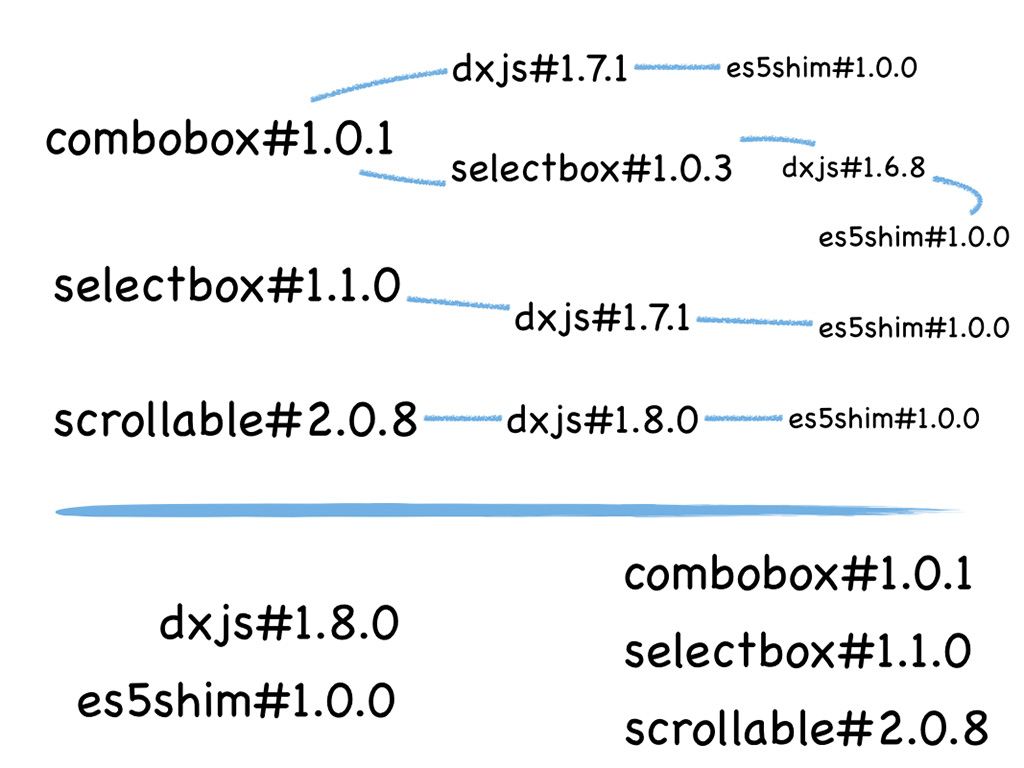 dxjs#1.7.1 es5shim#1.0.0
combobox#1.0.1
selectbox#1.0.3 dxjs#1.6.8
es5shim#1.0.0
selectbox#1.1.0
dxjs#1.7.1 es5shim#1.0.0
scrollable#2.0.8 dxjs#1.8.0 es5shim#1.0.0
dxjs#1.8.0
es5shim#1.0.0
combobox#1.0.1
selectbox#1.1.0
scrollable#2.0.8